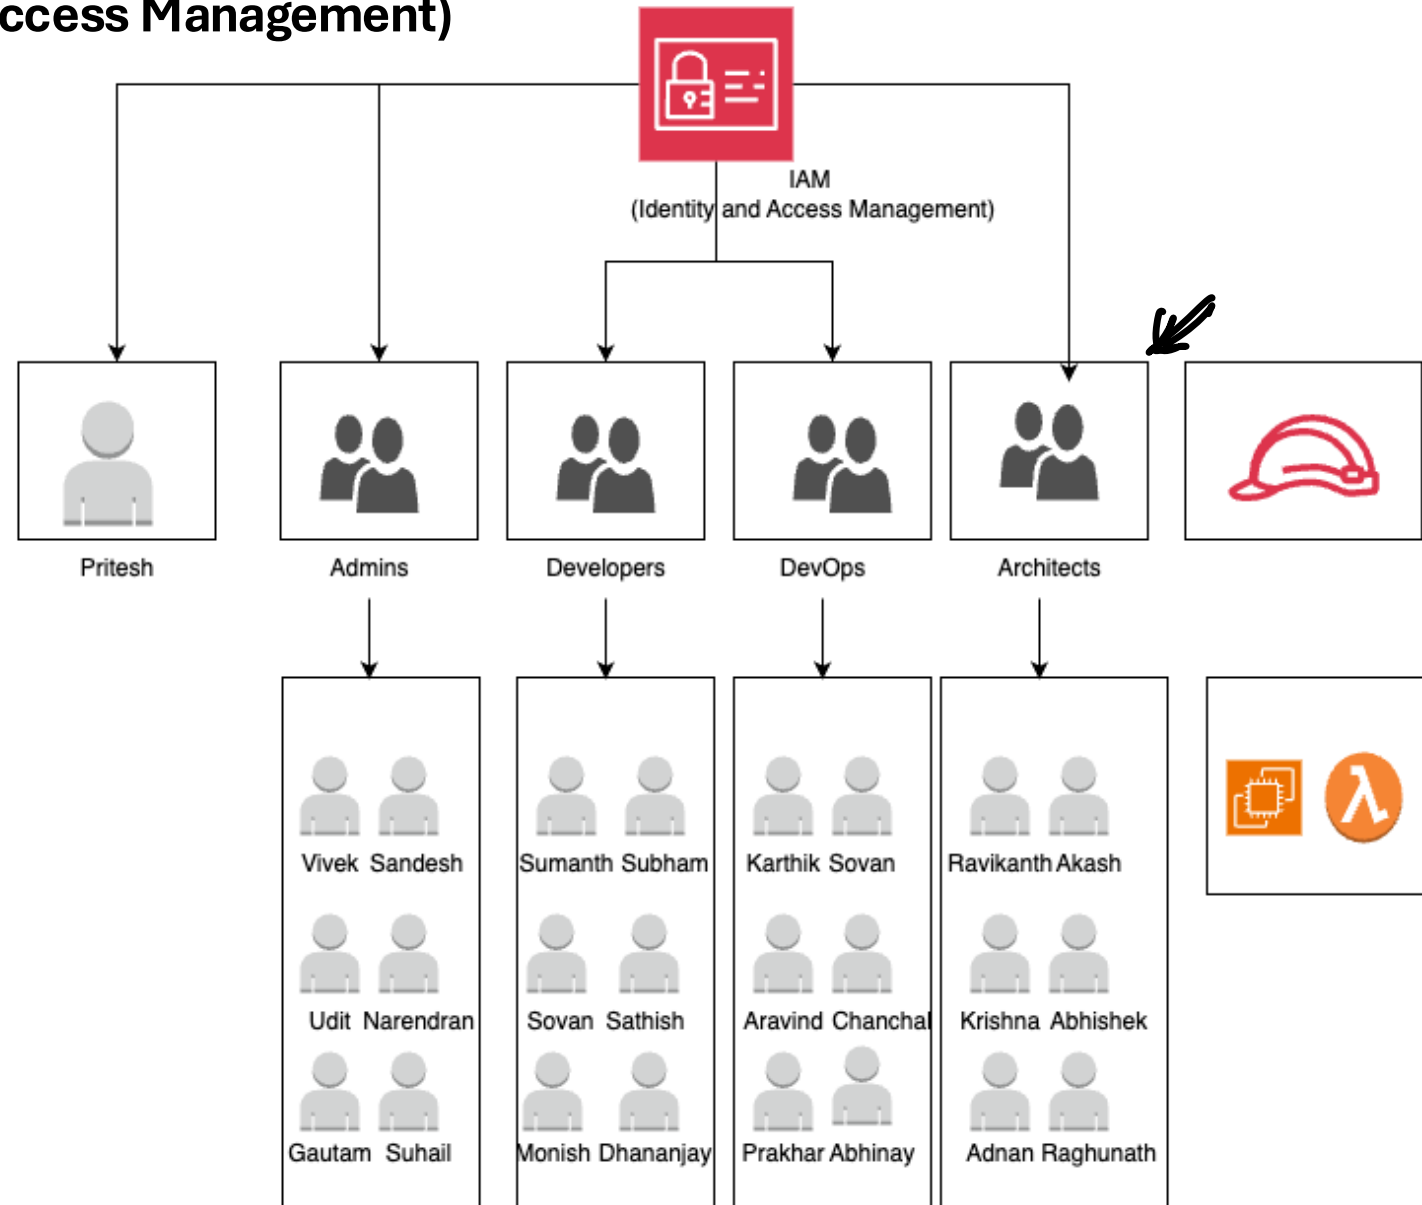 ccess Management)
IAM
(Identity and Access Management)
Pritesh
Admins
Developers
DevOps
Architects
Vivek Sandesh
Sumanth Subham
Karthik Sovan
Ravikanth Akash
λ
Udit Narendran
Sovan Sathish
Aravind Chanchal
Krishna Abhishek
Gautam Suhail
Monish Dhananjay
Prakhar Abhinay
Adnan Raghunath